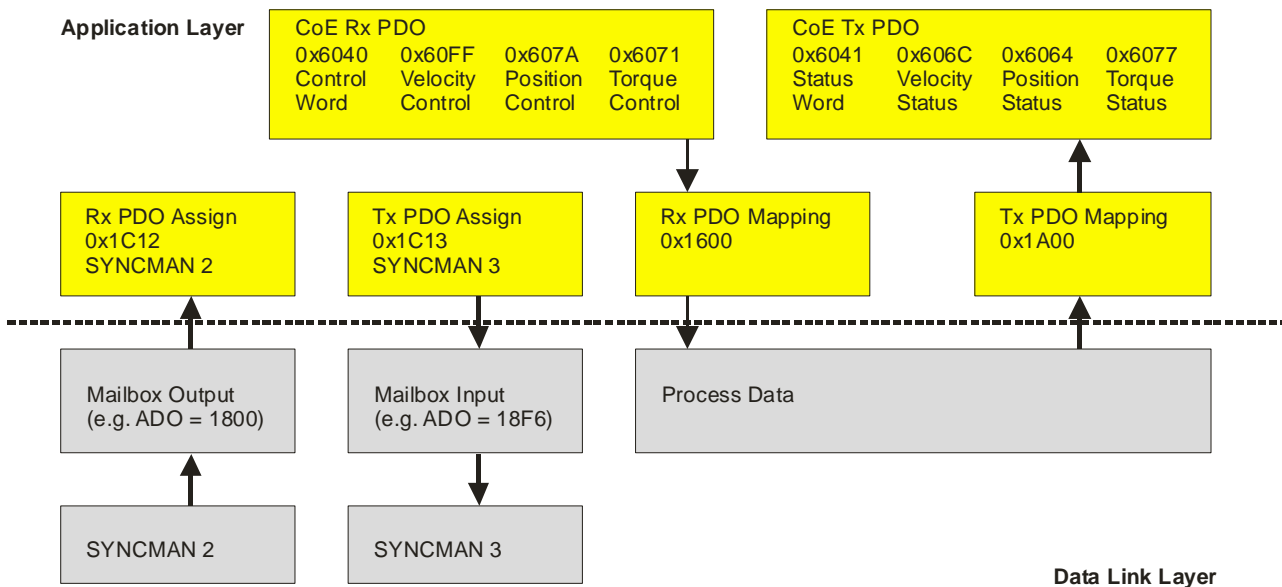 Application Layer
CoE Rx PDO
0x6040 0x60FF 0x607A 0x6071
Control Velocity Position Torque
Word Control Control Control
CoE Tx PDO
0x6041 0x606C 0x6064 0x6077
Status Velocity Position Torque
Word Status Status Status
Rx PDO Assign
0x1C12
SYNCMAN 2
Tx PDO Assign
0x1C13
SYNCMAN 3
Rx PDO Mapping
0x1600
Tx PDO Mapping
0x1A00
Mailbox Output
(e.g. ADO = 1800)
Mailbox Input
(e.g. ADO = 18F6)
Process Data
SYNCMAN 2
SYNCMAN 3
Data Link Layer